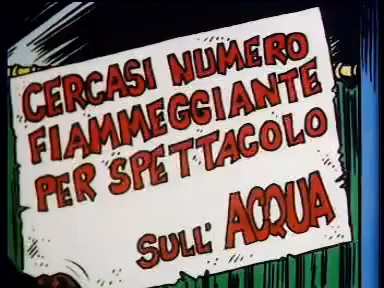 CERCASI NUMERO
FIAMMEGGIANTE
PER SPETTACOLO
SULL' ACQUA